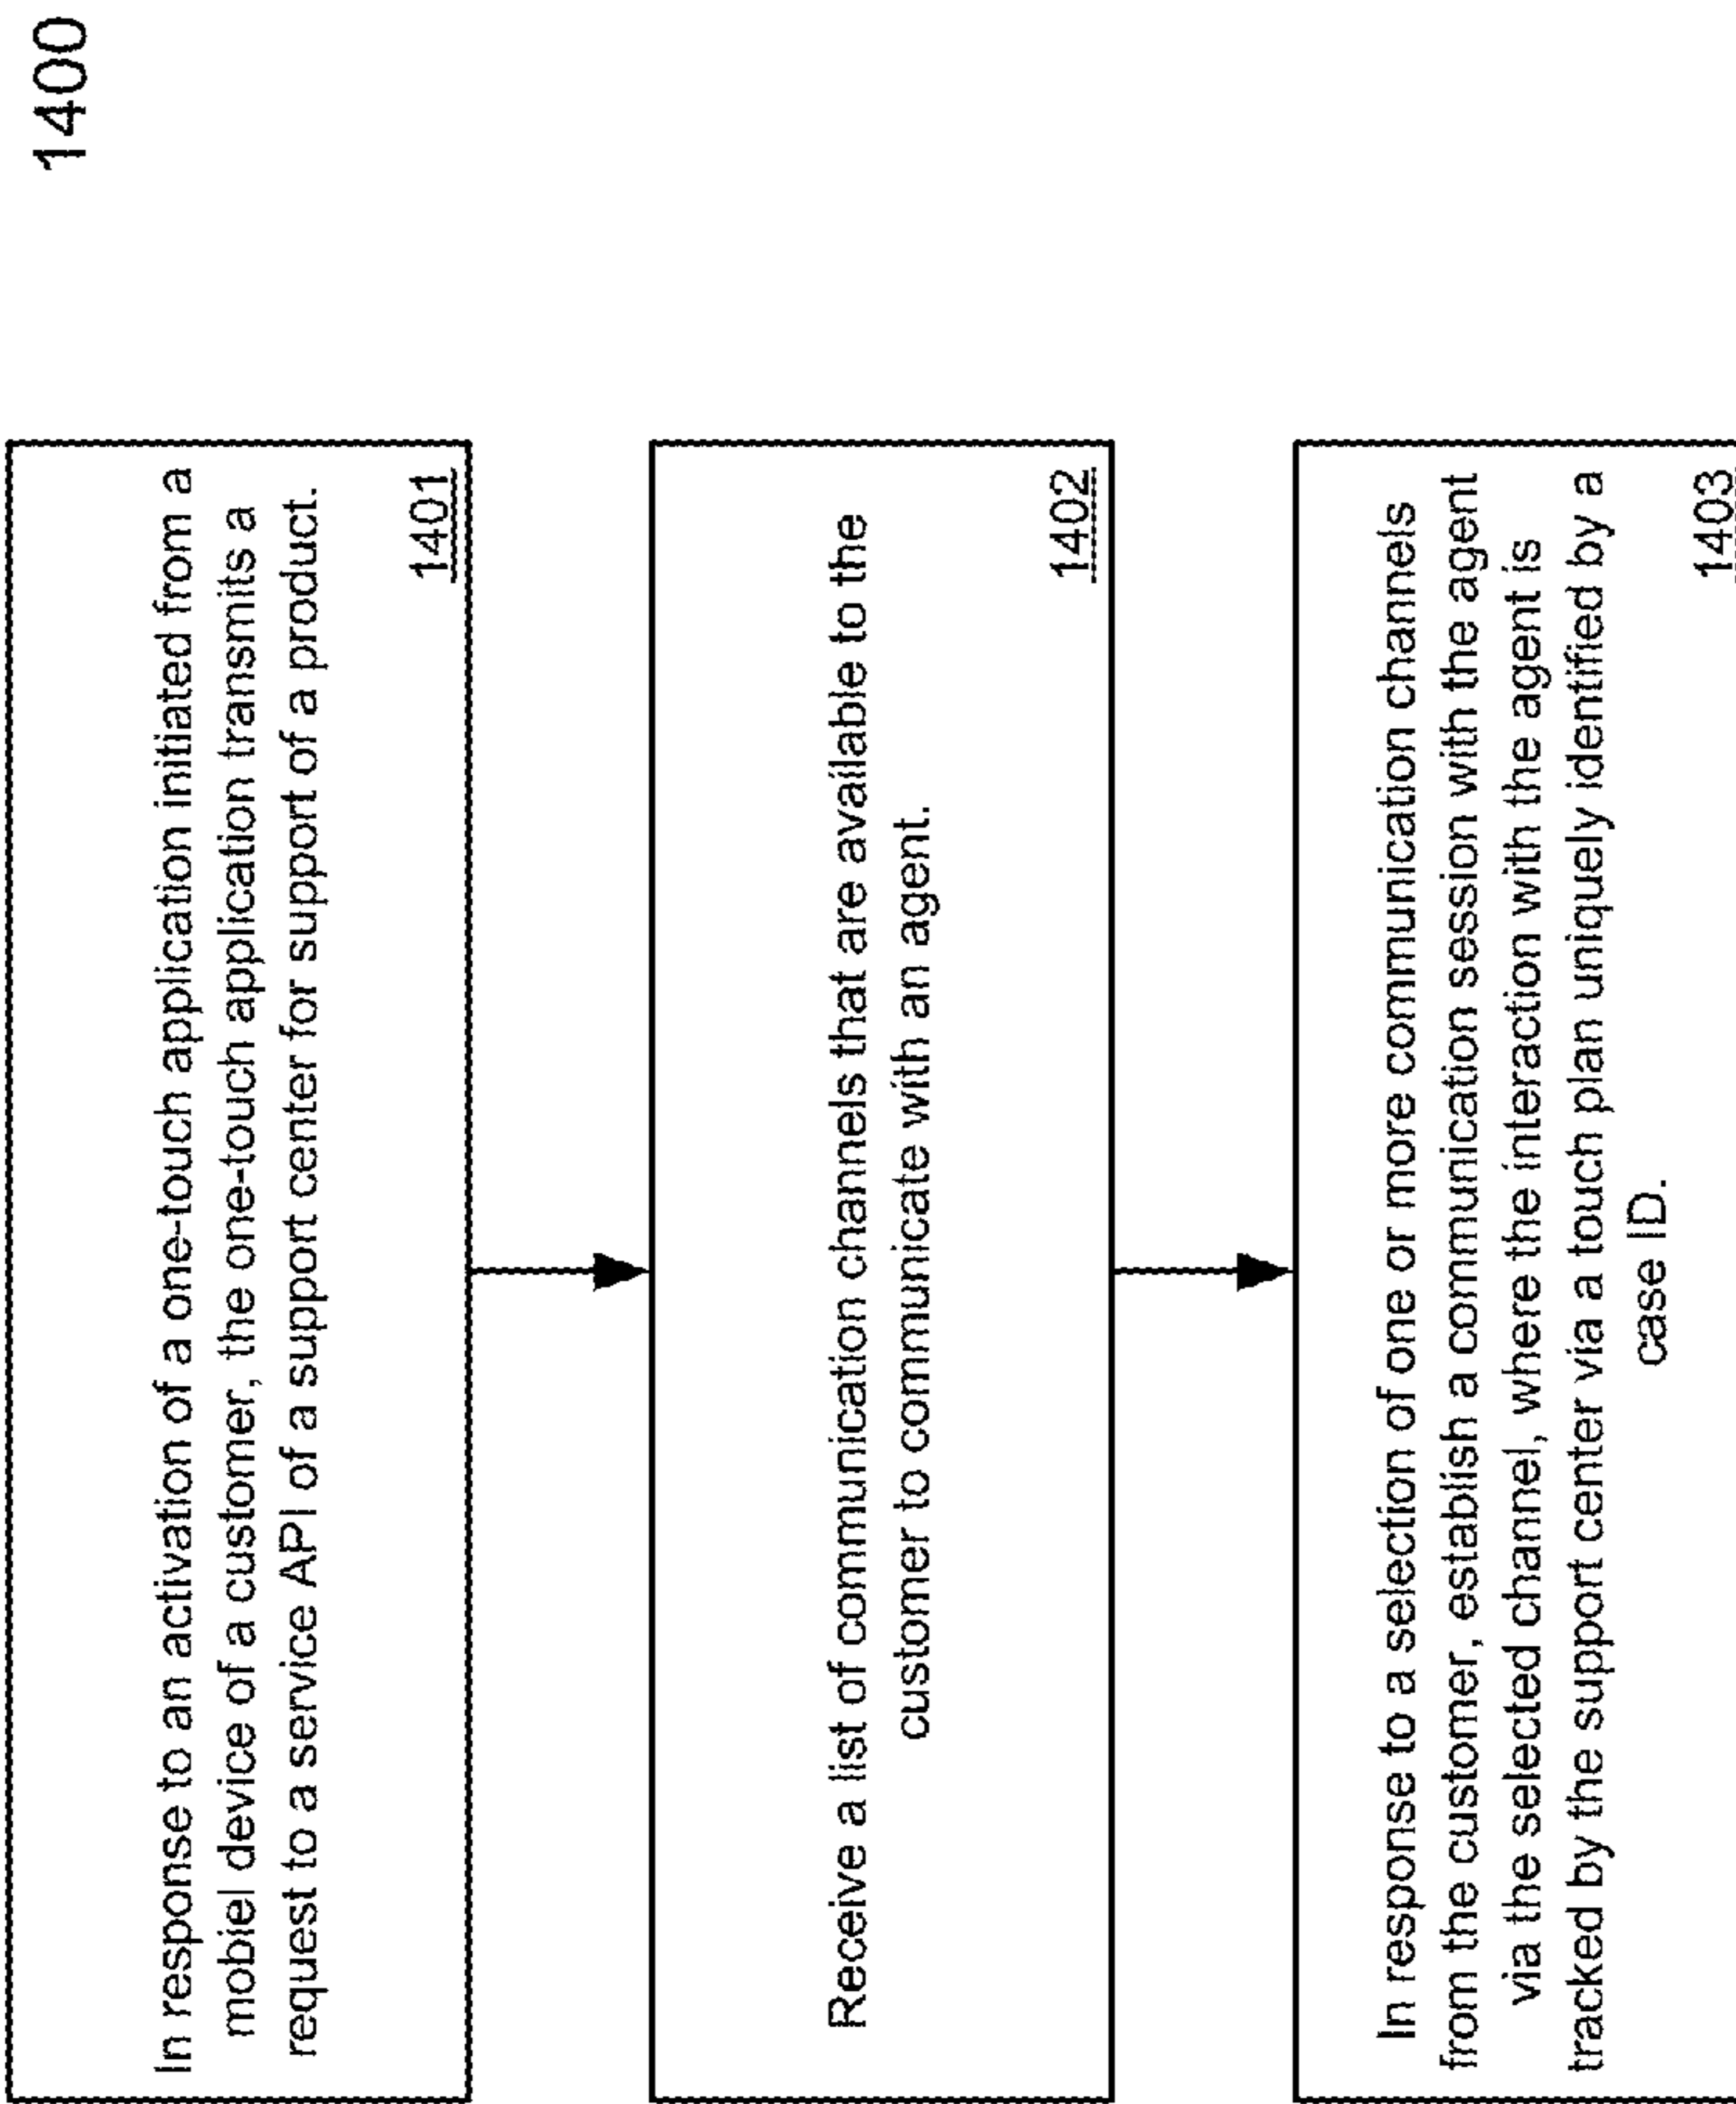 1400
In response to an activation of a one-touch application initiated from a
mobiel device of a customer, the one-touch application transmits a
request to a service API of a support center for support of a product.
1401
Receive a list of communication channels that are available to the
customer to communicate with an agent.
1402
In response to a selection of one or more communication channels
from the customer, establish a communication session with the agent
via the selected channel, where the interaction with the agent is
tracked by the support center via a touch plan uniquely identified by a
case ID.
1403